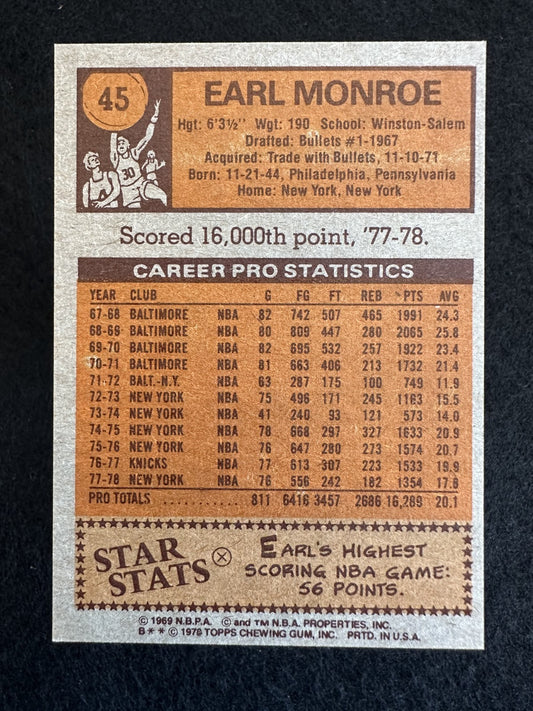 45
EARL MONROE
Hgt: 6'3½" Wgt: 190 School: Winston-Salem
Drafted: Bullets #1-1967
Acquired: Trade with Bullets, 11-10-71
Born: 11-21-44, Philadelphia, Pennsylvania
Home: New York, New York
30
Scored 16,000th point, '77-78.
CAREER PRO STATISTICS
YEAR CLUB G FG FT REB PTS AVG
67-68 BALTIMORE NBA 82 742 507 465 1991 24.3
68-69 BALTIMORE NBA 80 809 447 280 2065 25.8
69-70 BALTIMORE NBA 82 695 532 257 1922 23.4
70-71 BALTIMORE NBA 81 663 406 213 1732 21.4
71-72 BALT.-N.Y. NBA 63 287 175 100 749 11.9
72-73 NEW YORK NBA 75 496 171 245 1163 15.5
73-74 NEW YORK NBA 41 240 93 121 573 14.0
74-75 NEW YORK NBA 78 668 297 327 1633 20.9
75-76 NEW YORK NBA 76 647 280 273 1574 20.7
76-77 KNICKS NBA 77 613 307 223 1533 19.9
77-78 NEW YORK NBA 76 556 242 182 1354 17.8
PRO TOTALS ........... 811 6416 3457 2686 16,289 20.1
STAR STATS
EARL'S HIGHEST
SCORING NBA GAME:
56 POINTS.
© 1969 N.B.P.A. © and TM N.B.A. PROPERTIES, INC.
B** © 1978 TOPPS CHEWING GUM, INC. PRTD. IN U.S.A.